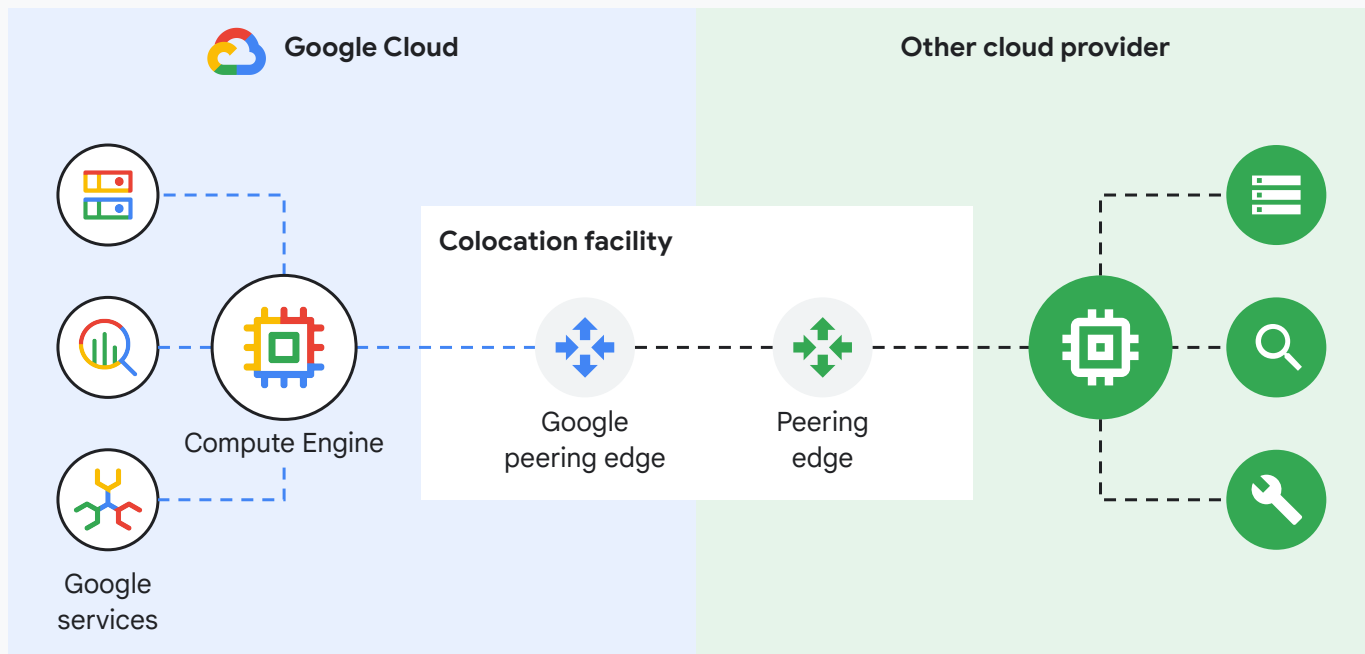 Google Cloud
Other cloud provider
Colocation facility
Compute Engine
Google
peering edge
Peering
edge
Google
services